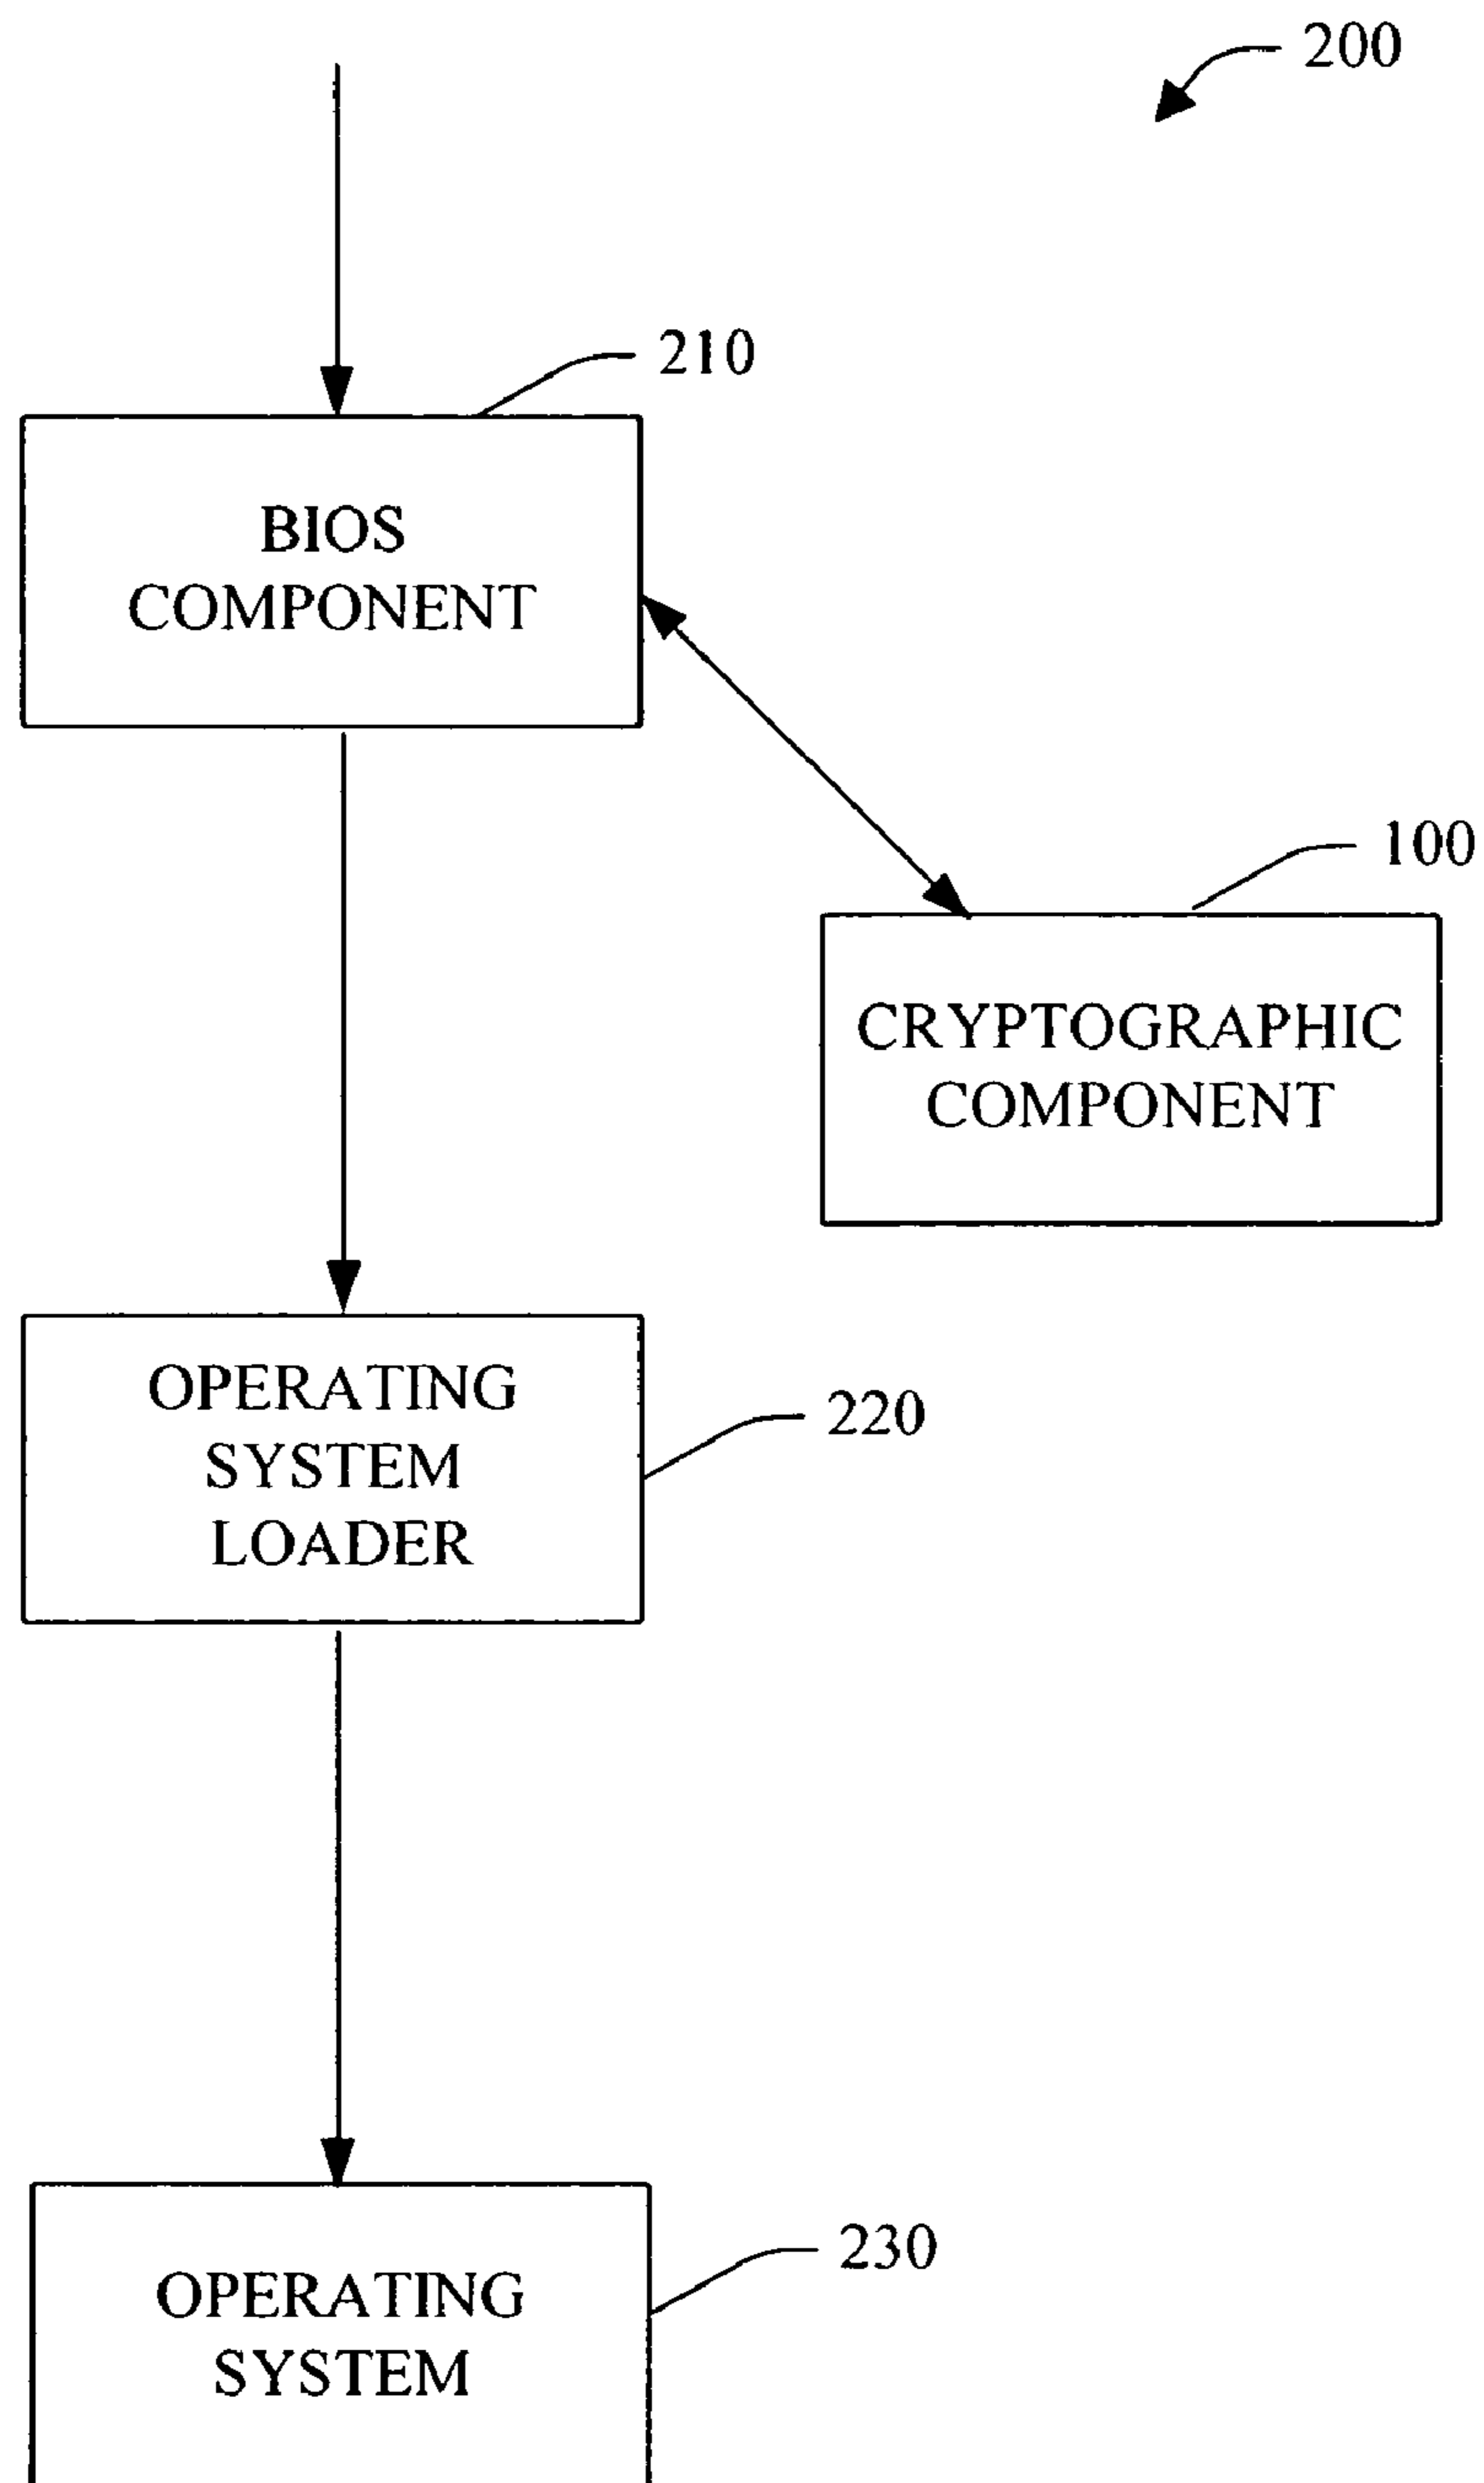 200
210
BIOS
COMPONENT
100
CRYPTOGRAPHIC
COMPONENT
OPERATING
SYSTEM
LOADER
220
230
OPERATING
SYSTEM